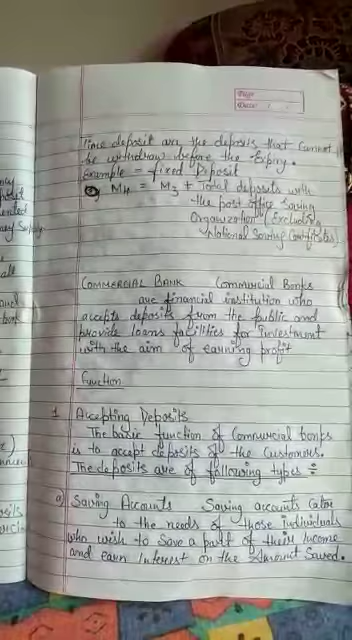 Page
Date
Time deposit are the deposits that cannot
be withdrawn before the Expiry.
Example = fixed Deposit
M4 = M3 + Total deposits with
the post office saving
Organization (Excluding
National Saving Certificates)
COMMERCIAL BANK Commercial Banks
are financial institution who
accepts deposits from the public and
provide loans facilities for Investment
with the aim of earning profit
function
1 Accepting Deposits
The basic function of Commercial banks
is to accept deposits of the customers.
The deposits are of following types ÷
a) Saving Accounts Saving accounts Cater
to the needs of those individuals
who wish to save a part of their Income
and earn Interest on the Amount Saved.